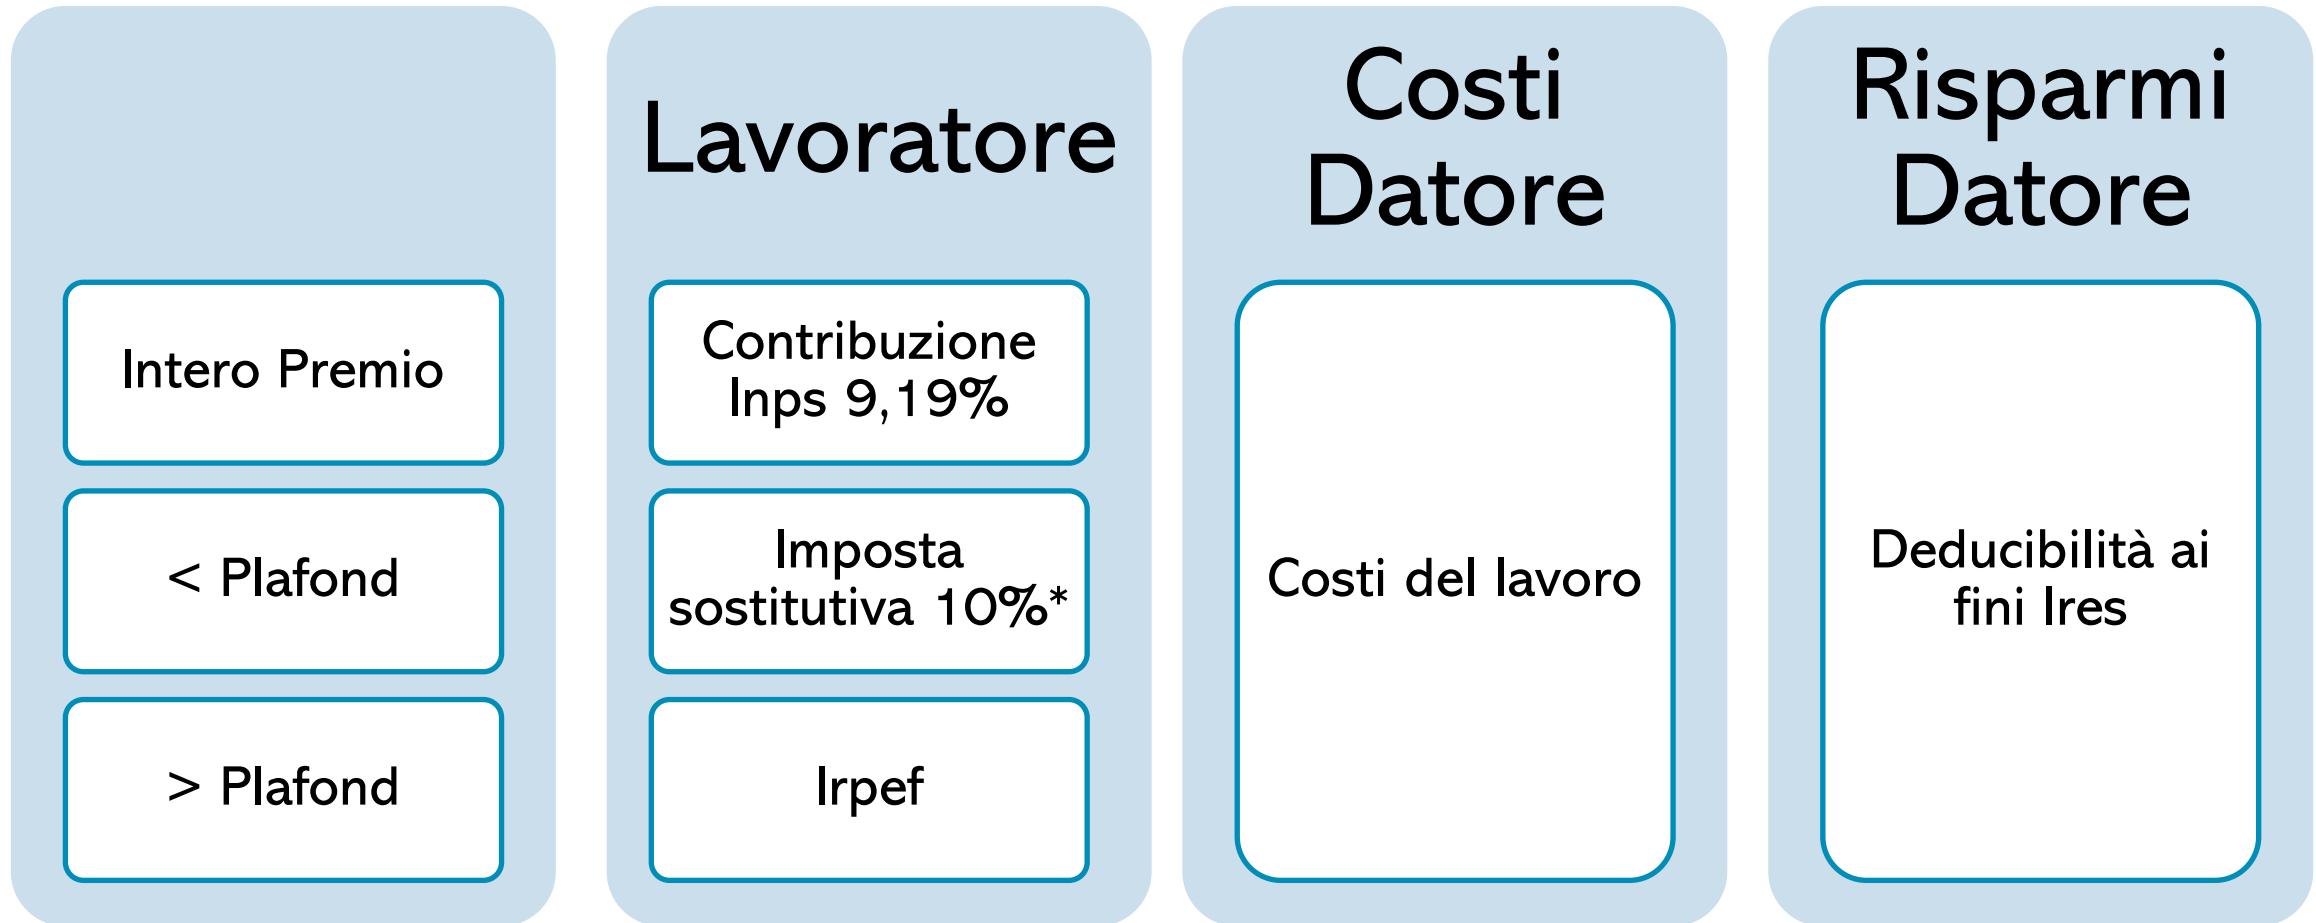 Intero Premio
< Plafond
> Plafond
Lavoratore
Contribuzione
Inps 9,19%
Imposta
sostitutiva 10%*
Irpef
Costi
Datore
Costi del lavoro
Risparmi
Datore
Deducibilità ai
fini Ires